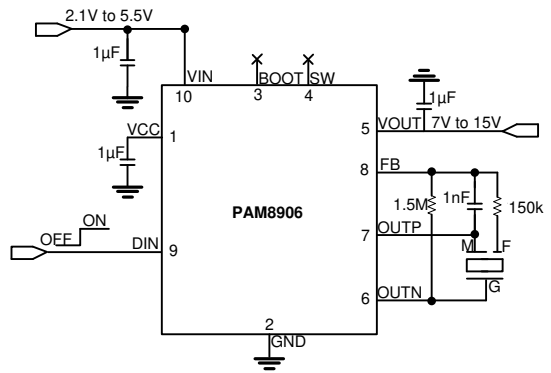 2.1V to 5.5V
1µF
VIN
10
BOOT
3
SW
4
1µF
VCC
1
1µF
5
VOUT
7V to 15V
8
FB
PAM8906
1.5M
1nF
150k
OFF
ON
DIN
9
7
OUTP
M
F
G
6
OUTN
2
GND